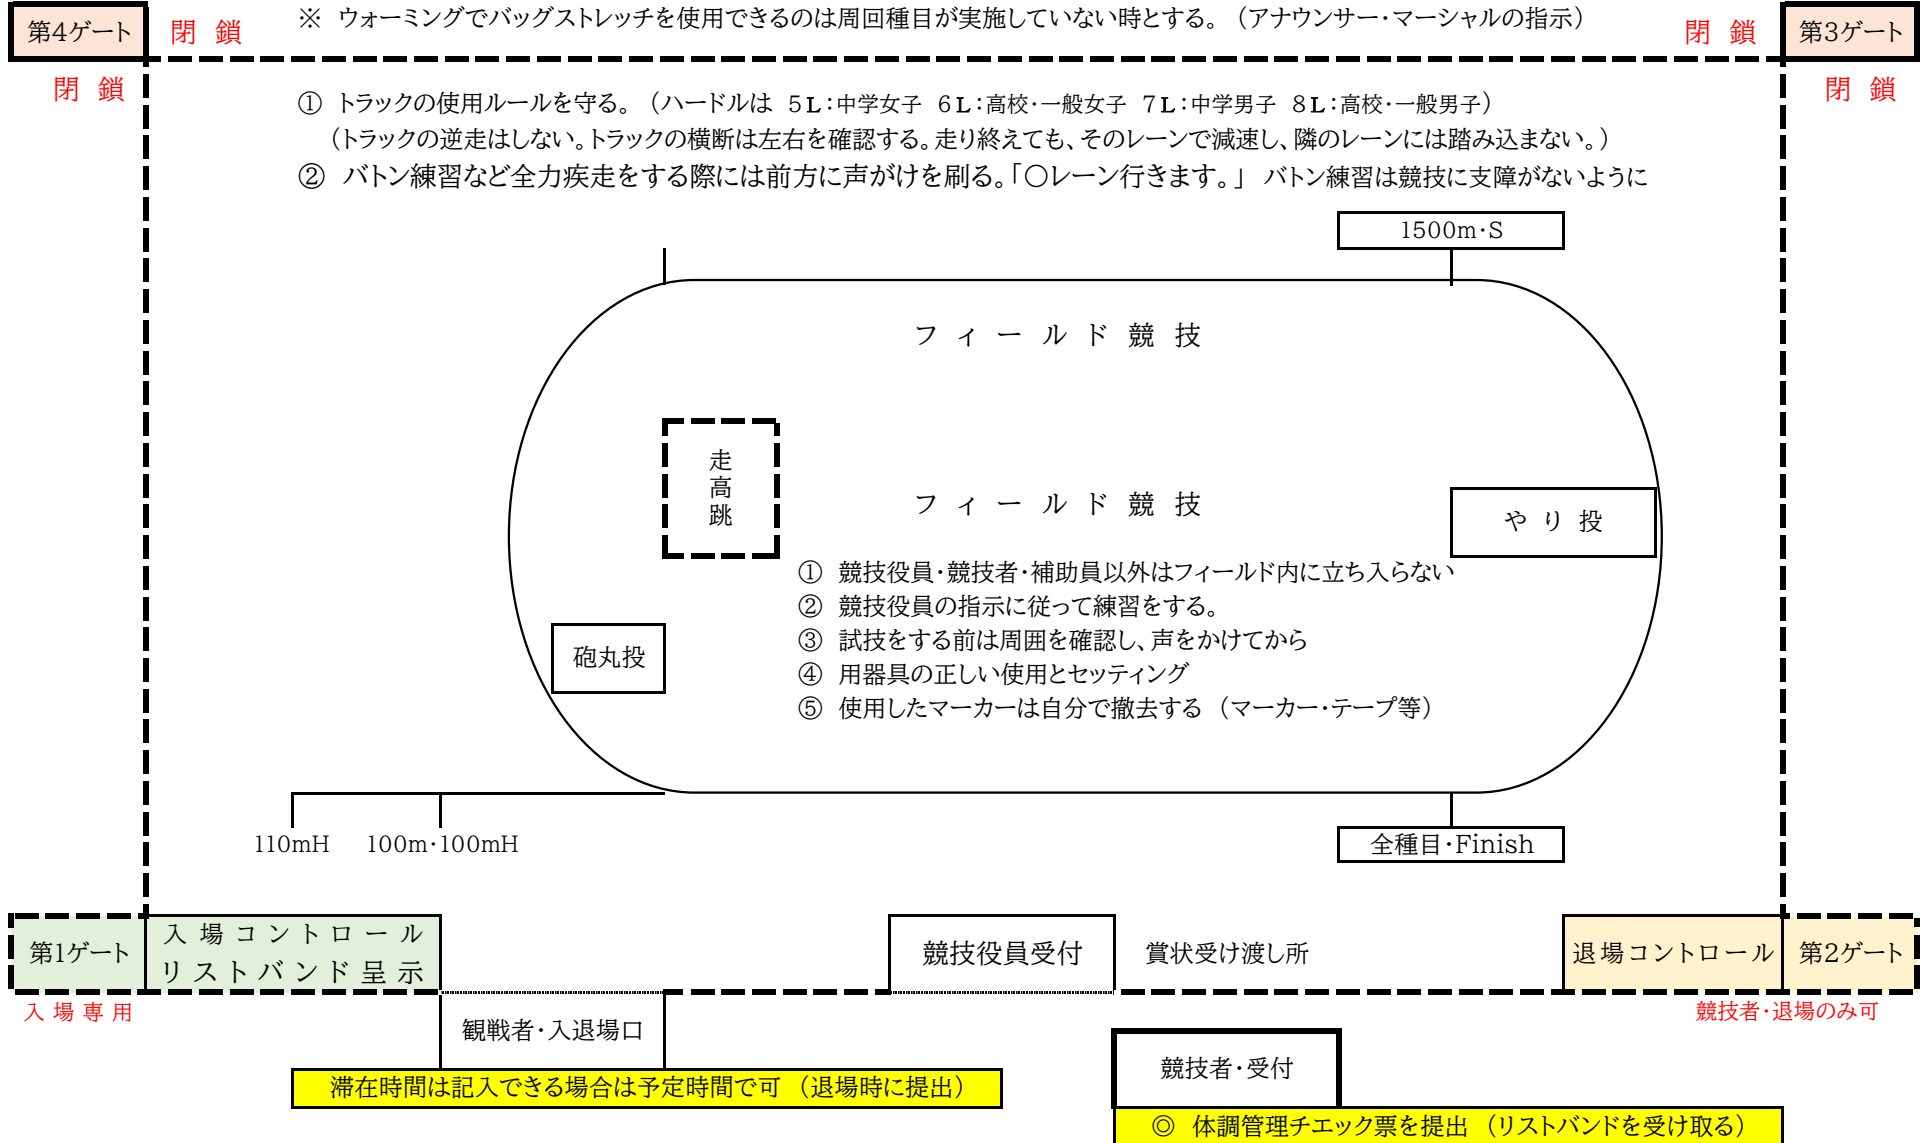 第4ゲート
閉 鎖
※ ウォーミングでバッグストレッチを使用できるのは周回種目が実施していない時とする。（アナウンサー・マーシャルの指示）
閉 鎖
第3ゲート
閉 鎖
閉 鎖
① トラックの使用ルールを守る。（ハードルは ５L：中学女子 ６L：高校・一般女子 ７L：中学男子 ８L：高校・一般男子）
（トラックの逆走はしない。トラックの横断は左右を確認する。走り終えても、そのレーンで減速し、隣のレーンには踏み込まない。）
② バトン練習など全力疾走をする際には前方に声がけを刷る。「〇レーン行きます。」 バトン練習は競技に支障がないように
1500m・S
フィールド競技
走高跳
フィールド競技
やり投
① 競技役員・競技者・補助員以外はフィールド内に立ち入らない
② 競技役員の指示に従って練習をする。
③ 試技をする前は周囲を確認し、声をかけてから
④ 用器具の正しい使用とセッティング
⑤ 使用したマーカーは自分で撤去する（マーカー・テープ等）
砲丸投
110mH
100m・100mH
全種目・Finish
第1ゲート
入場コントロール
リストバンド呈示
競技役員受付
賞状受け渡し所
退場コントロール
第2ゲート
入場専用
競技者・退場のみ可
観戦者・入退場口
競技者・受付
滞在時間は記入できる場合は予定時間で可（退場時に提出）
◎ 体調管理チエック票を提出（リストバンドを受け取る）